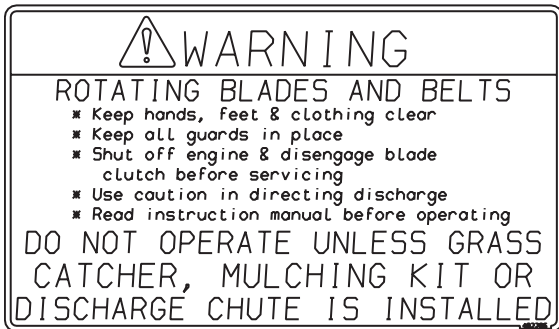 WARNING
ROTATING BLADES AND BELTS
* Keep hands, feet & clothing clear
* Keep all guards in place
* Shut off engine & disengage blade
clutch before servicing
* Use caution in directing discharge
* Read instruction manual before operating
DO NOT OPERATE UNLESS GRASS
CATCHER, MULCHING KIT OR
DISCHARGE CHUTE IS INSTALLED